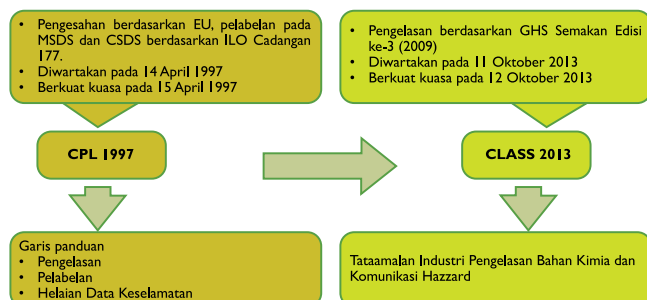 • Pengesahan berdasarkan EU, pelabelan pada
MSDS dan CSDS berdasarkan ILO Cadangan
177.
• Diwartakan pada 14 April 1997
• Berkuat kuasa pada 15 April 1997
CPL 1997
Garis panduan
• Pengelasan
• Pelabelan
• Helaian Data Keselamatan
• Pengelasan berdasarkan GHS Semakan Edisi
ke-3 (2009)
• Diwartakan pada 11 Oktober 2013
• Berkuat kuasa pada 12 Oktober 2013
CLASS 2013
Tataamalan Industri Pengelasan Bahan Kimia dan
Komunikasi Hazzard